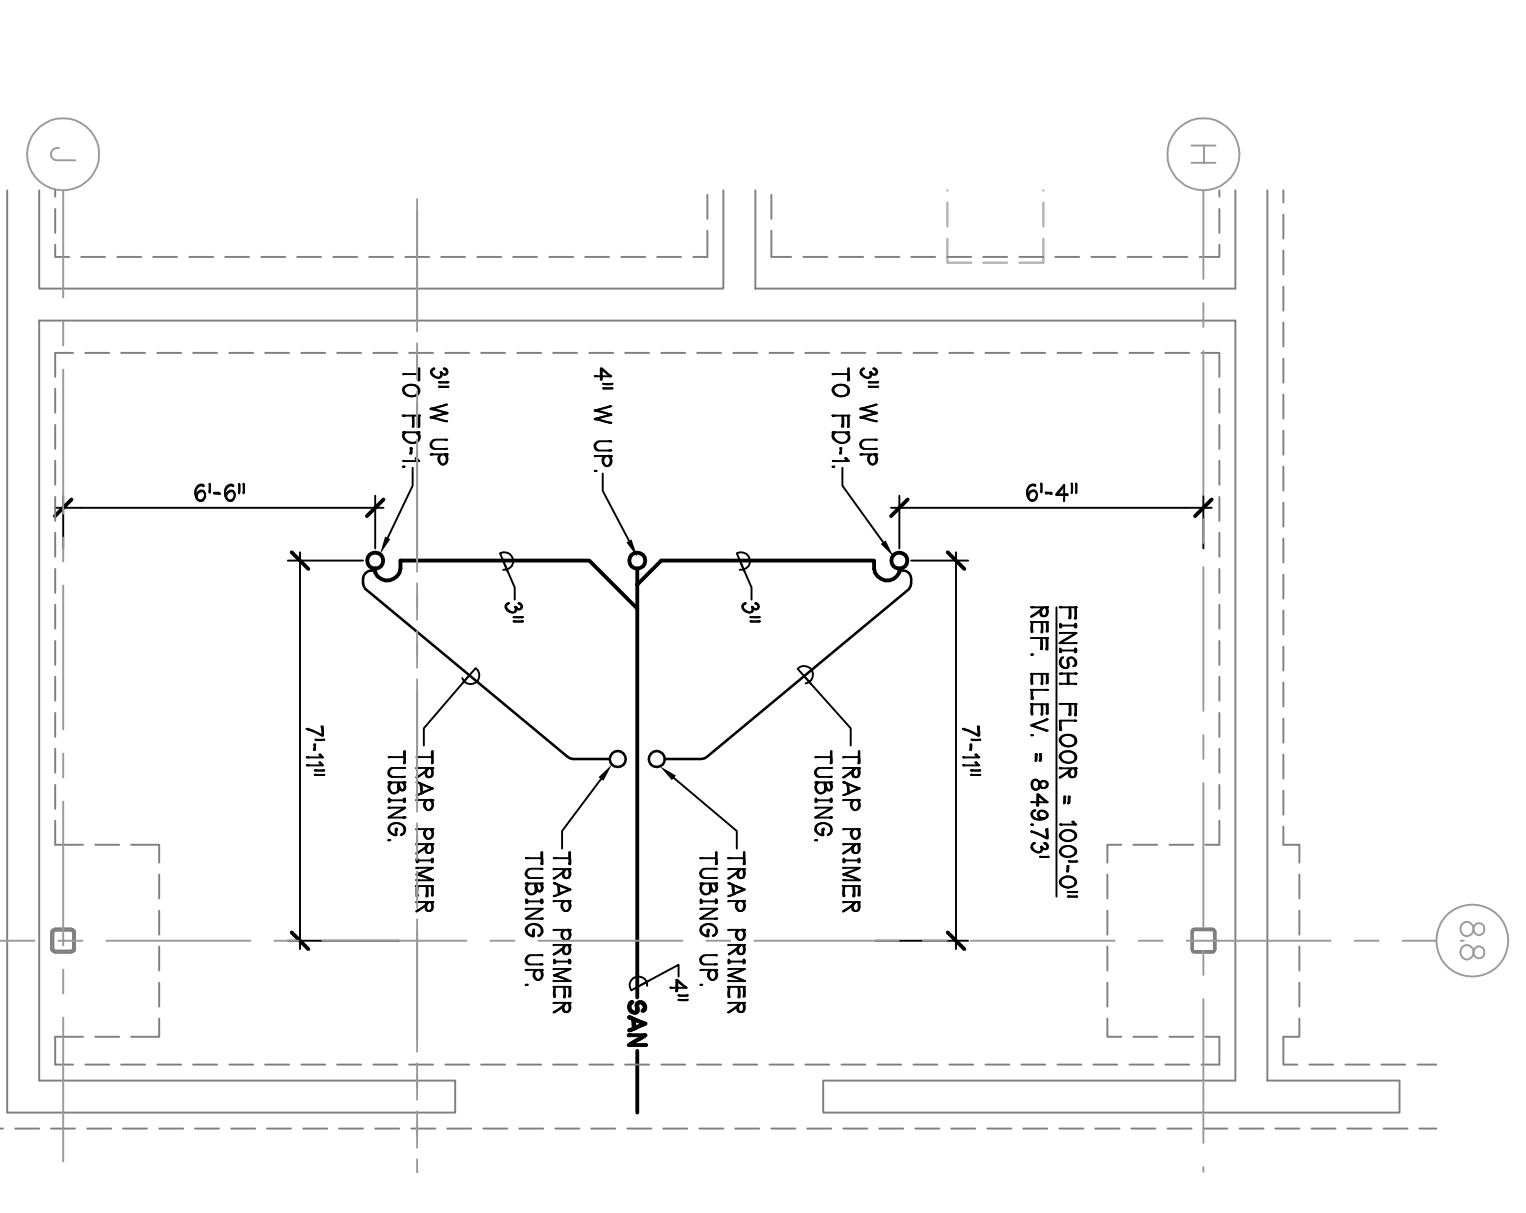 J
H
3" W UP
TO FD-1.
4" W UP.
3" W UP
TO FD-1.
6'-6"
6'-4"
3"
3"
FINISH FLOOR = 100'-0"
REF. ELEV. = 849.73'
7'-11"
7'-11"
TRAP PRIMER
TUBING.
TRAP PRIMER
TUBING.
TRAP PRIMER
TUBING UP.
TRAP PRIMER
TUBING UP.
88
4"
SAN